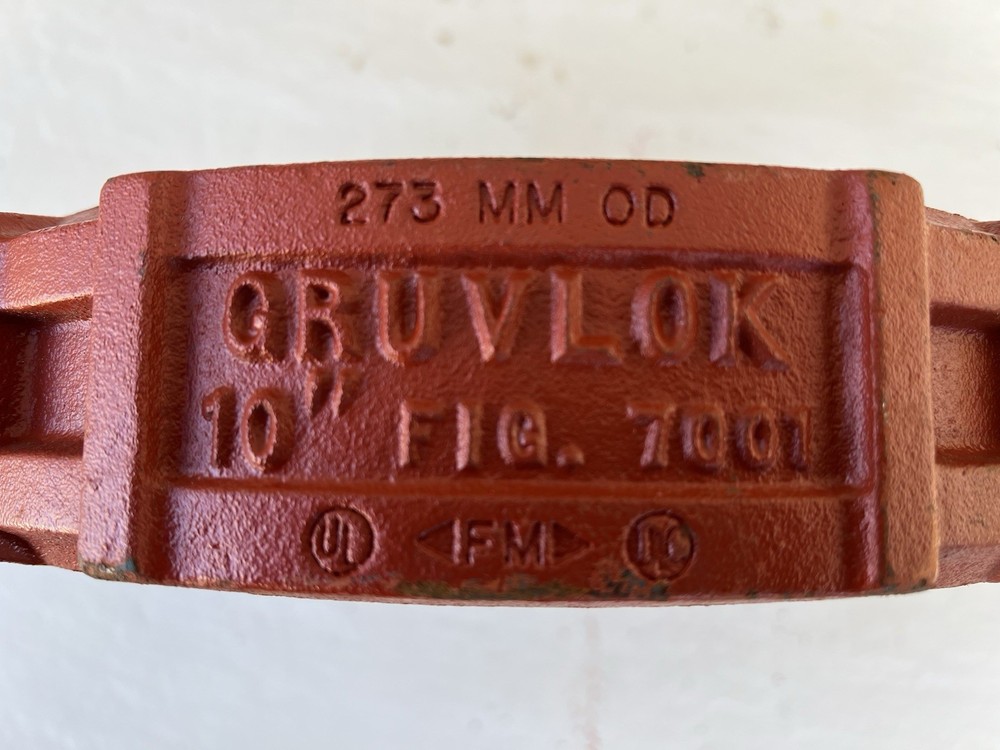 273 MM OD
GRUVLOK
10" FIG. 7001
UL FM